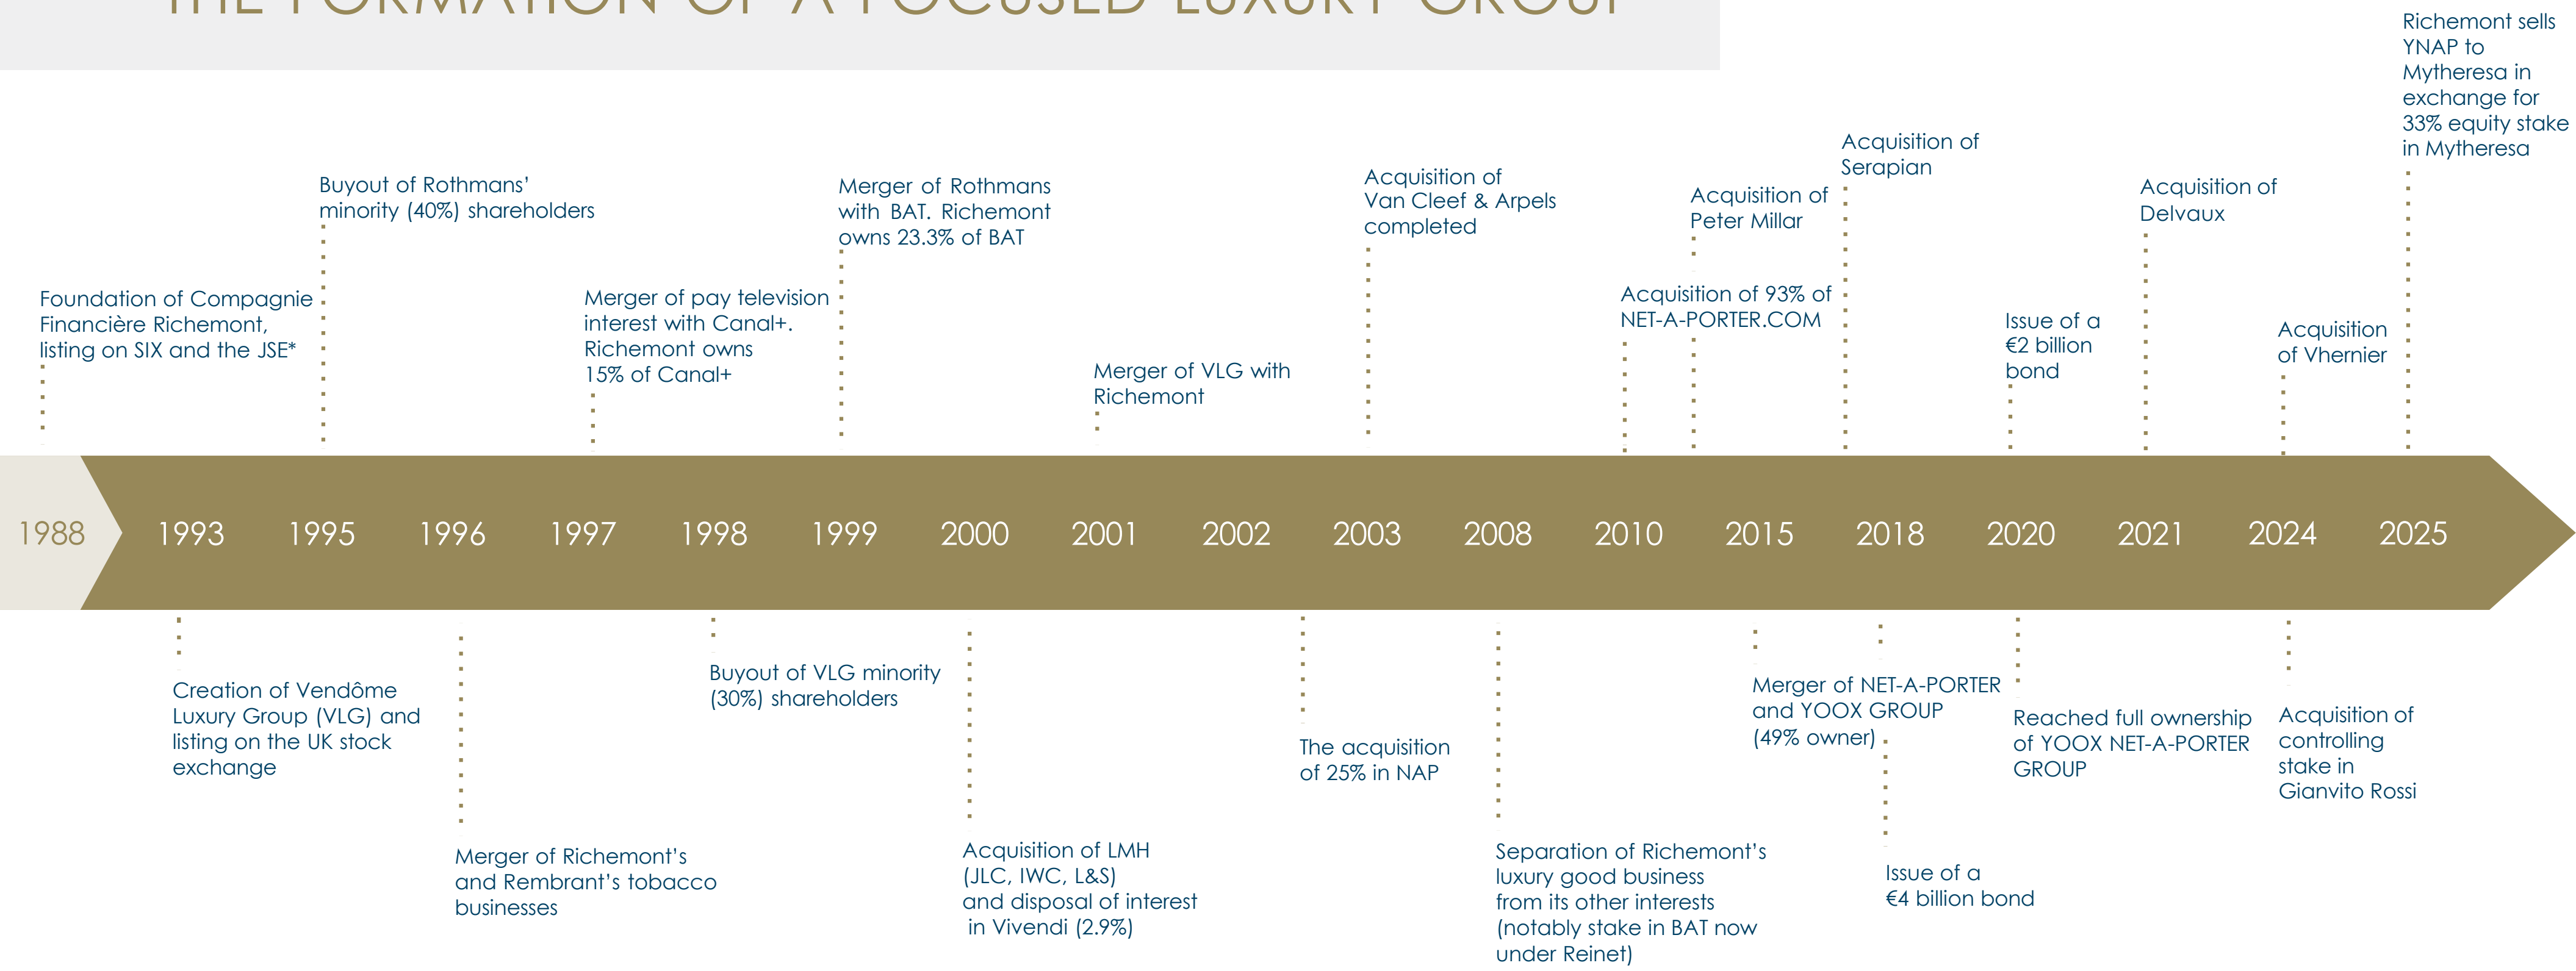 THE FORMATION OF A FOCUSED LUXURY GROUP
Richemont sells
YNAP to
Mytheresa in
exchange for
33% equity stake
in Mytheresa
Buyout of Rothmans’
minority (40%) shareholders
Merger of Rothmans
with BAT. Richemont
owns 23.3% of BAT
Acquisition of
Van Cleef & Arpels
completed
Acquisition of
Peter Millar
Acquisition of
Serapian
Acquisition of
Delvaux
Foundation of Compagnie
Financière Richemont,
listing on SIX and the JSE*
Merger of pay television
interest with Canal+.
Richemont owns
15% of Canal+
Merger of VLG with
Richemont
Acquisition of 93% of
NET-A-PORTER.COM
Issue of a
€2 billion
bond
Acquisition
of Vhernier
1988 1993 1995 1996 1997 1998 1999 2000 2001 2002 2003 2008 2010 2015 2018 2020 2021 2024 2025
Creation of Vendôme
Luxury Group (VLG) and
listing on the UK stock
exchange
Merger of Richemont’s
and Rembrant’s tobacco
businesses
Buyout of VLG minority
(30%) shareholders
Acquisition of LMH
(JLC, IWC, L&S)
and disposal of interest
in Vivendi (2.9%)
The acquisition
of 25% in NAP
Separation of Richemont’s
luxury good business
from its other interests
(notably stake in BAT now
under Reinet)
Merger of NET-A-PORTER
and YOOX GROUP
(49% owner)
Issue of a
€4 billion bond
Reached full ownership
of YOOX NET-A-PORTER
GROUP
Acquisition of
controlling
stake in
Gianvito Rossi